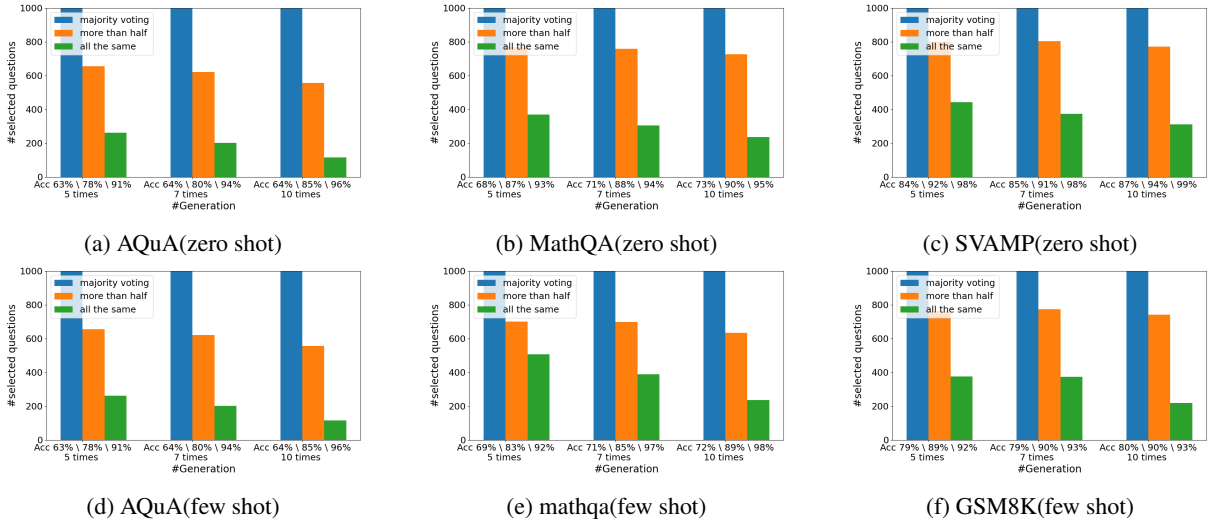 1000
800
600
400
200
0
#selected questions
majority voting
more than half
all the same
Acc 63% \ 78% \ 91%
5 times
Acc 64% \ 80% \ 94%
7 times
Acc 64% \ 85% \ 96%
10 times
#Generation
(a) AQuA(zero shot)
1000
800
600
400
200
0
#selected questions
majority voting
more than half
all the same
Acc 68% \ 87% \ 93%
5 times
Acc 71% \ 88% \ 94%
7 times
Acc 73% \ 90% \ 95%
10 times
#Generation
(b) MathQA(zero shot)
1000
800
600
400
200
0
#selected questions
majority voting
more than half
all the same
Acc 84% \ 92% \ 98%
5 times
Acc 85% \ 91% \ 98%
7 times
Acc 87% \ 94% \ 99%
10 times
#Generation
(c) SVAMP(zero shot)
1000
800
600
400
200
0
#selected questions
majority voting
more than half
all the same
Acc 63% \ 78% \ 91%
5 times
Acc 64% \ 80% \ 94%
7 times
Acc 64% \ 85% \ 96%
10 times
#Generation
(d) AQuA(few shot)
1000
800
600
400
200
0
#selected questions
majority voting
more than half
all the same
Acc 69% \ 83% \ 92%
5 times
Acc 71% \ 85% \ 97%
7 times
Acc 72% \ 89% \ 98%
10 times
#Generation
(e) mathqa(few shot)
1000
800
600
400
200
0
#selected questions
majority voting
more than half
all the same
Acc 79% \ 89% \ 92%
5 times
Acc 79% \ 90% \ 93%
7 times
Acc 80% \ 90% \ 93%
10 times
#Generation
(f) GSM8K(few shot)